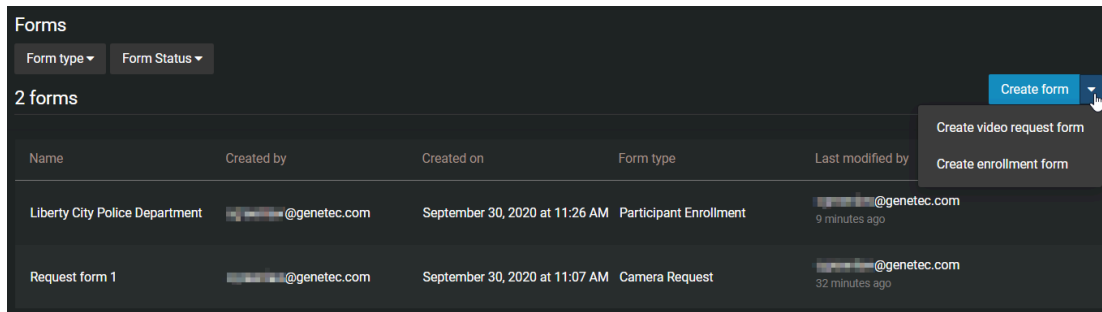 Forms
Form type Form Status
2 forms
Create form
Create video request form
Create enrollment form
Name Created by Created on Form type Last modified by
Liberty City Police Department @genetec.com September 30, 2020 at 11:26 AM Participant Enrollment @genetec.com
9 minutes ago
Request form 1 @genetec.com September 30, 2020 at 11:07 AM Camera Request @genetec.com
32 minutes ago